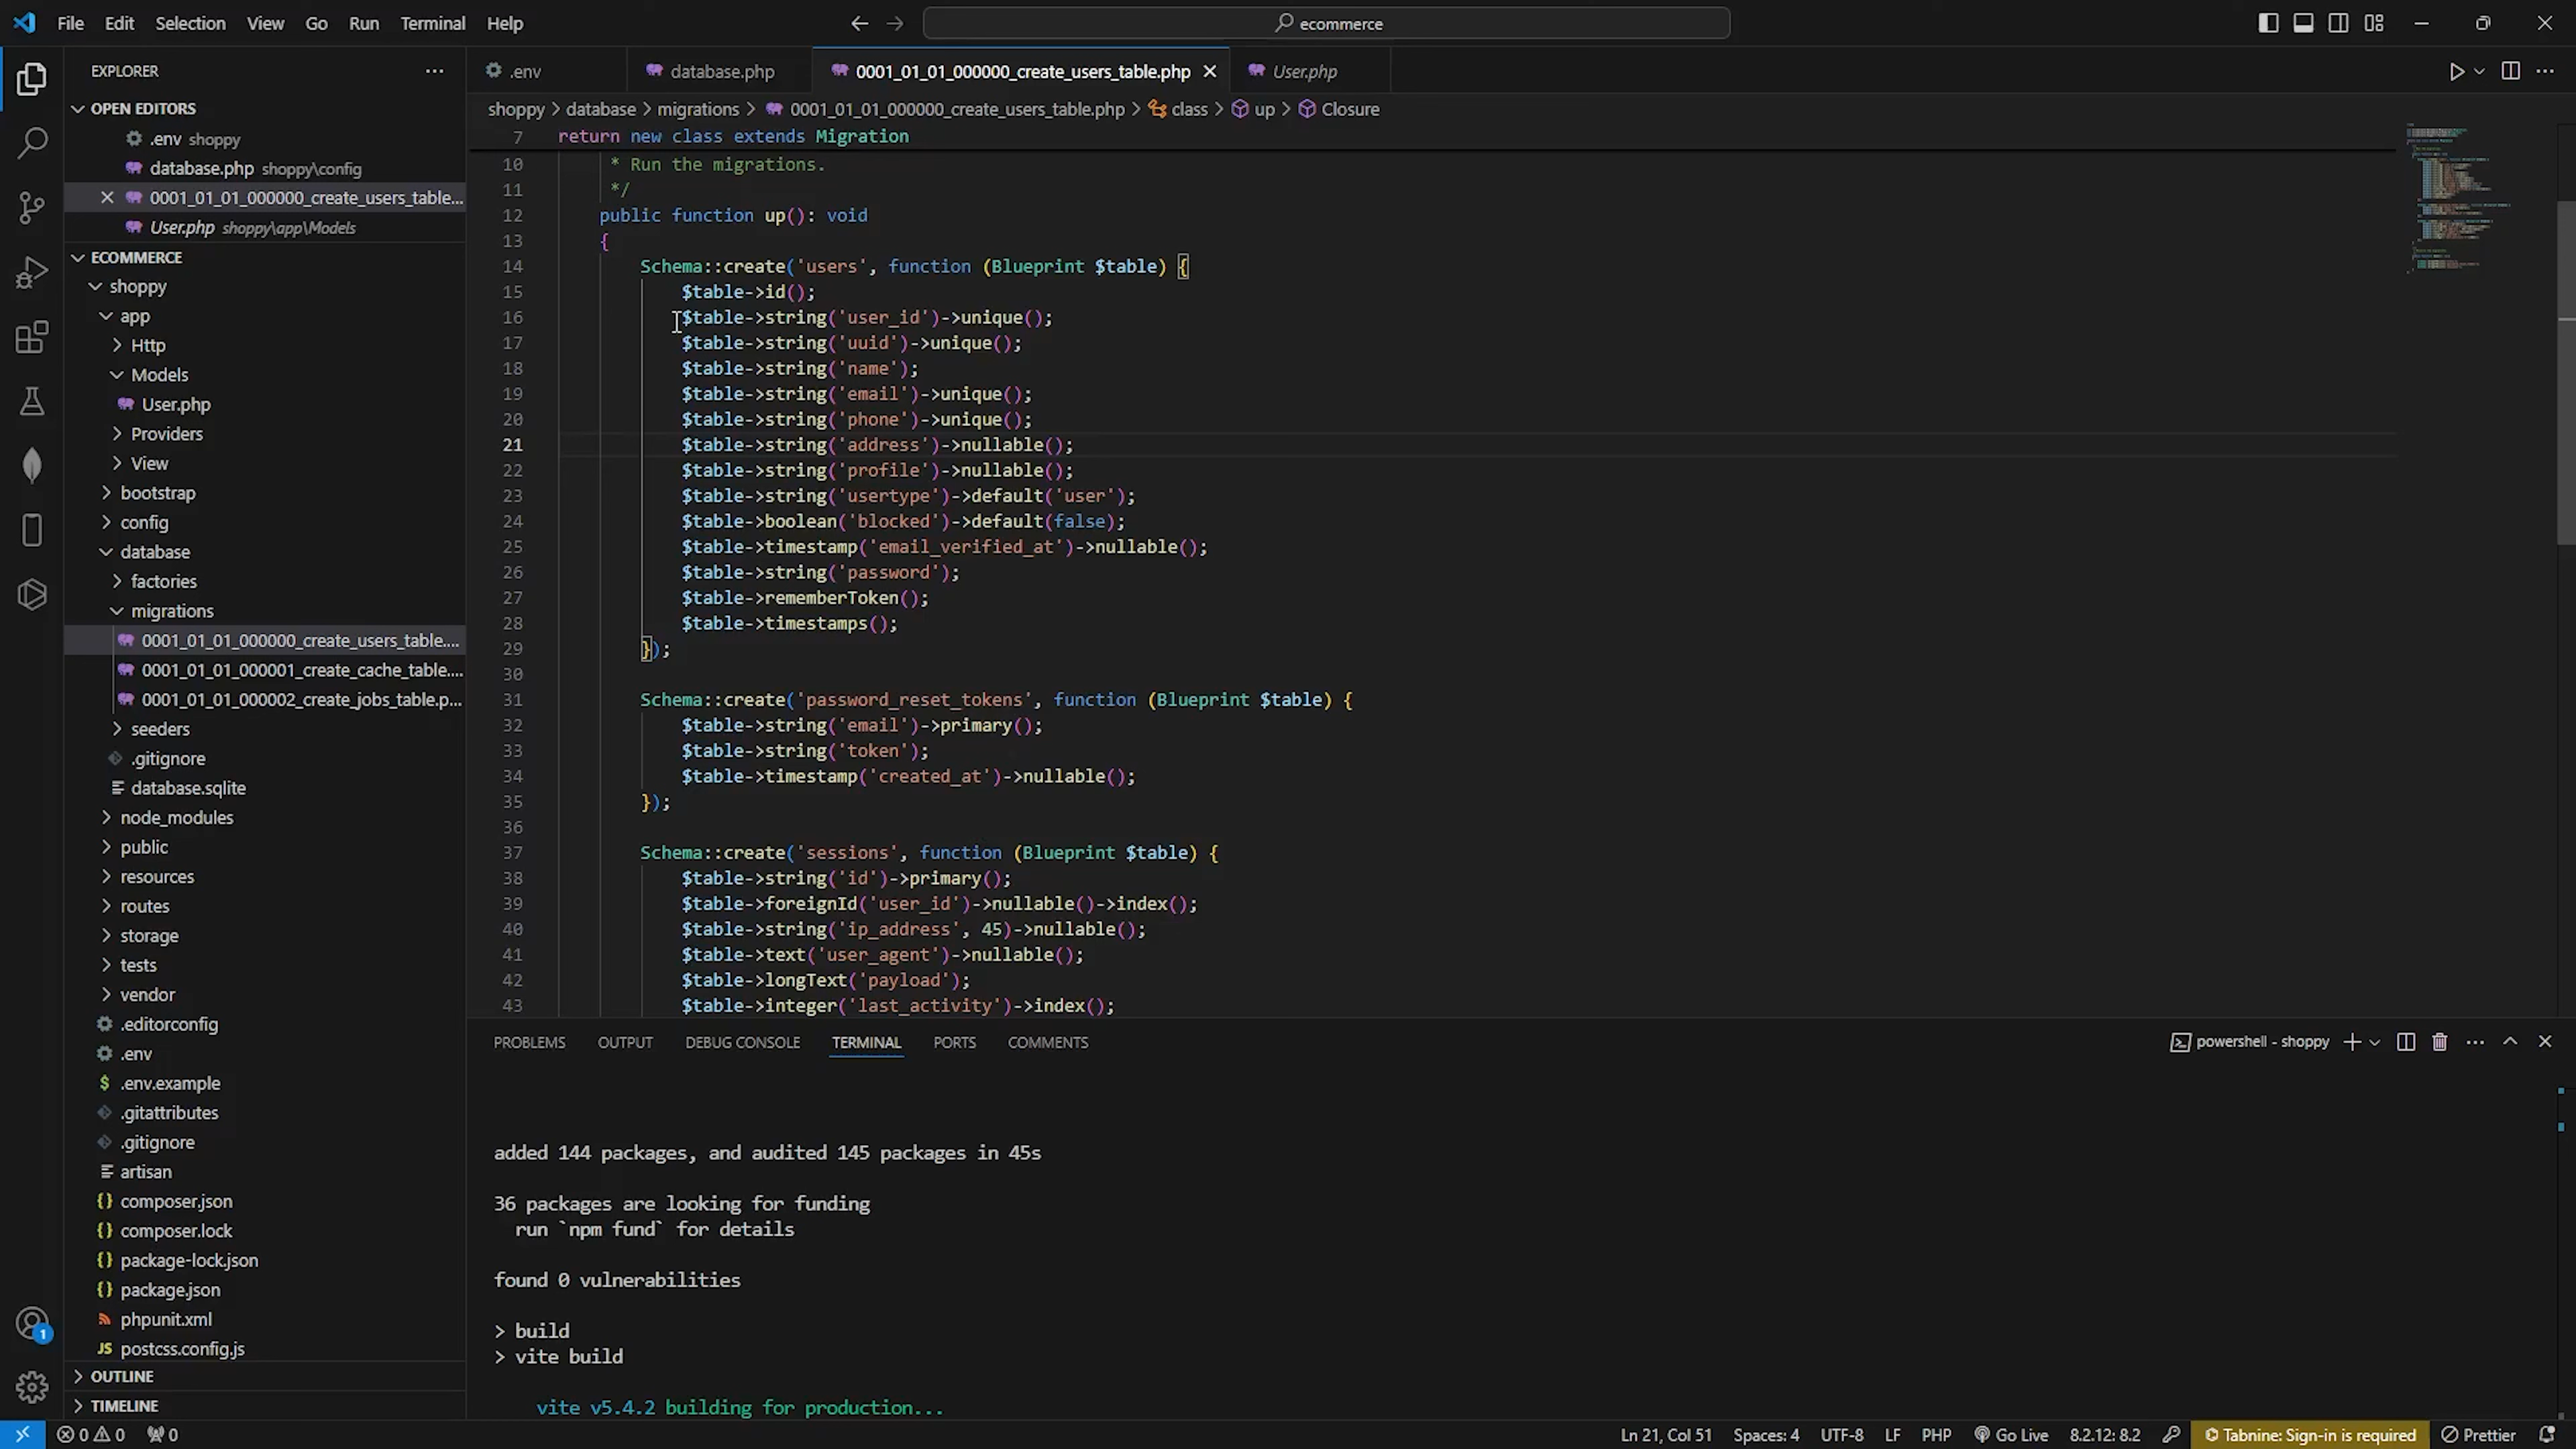 File Edit Selection View Go Run Terminal Help
ecommerce
EXPLORER
OPEN EDITORS
.env shoppy
database.php shoppy\config
0001_01_01_000000_create_users_table...
User.php shoppy\app\Models
ECOMMERCE
shoppy
app
Http
Models
User.php
Providers
View
bootstrap
config
database
factories
migrations
0001_01_01_000000_create_users_table....
0001_01_01_000001_create_cache_table....
0001_01_01_000002_create_jobs_table.p...
seeders
.gitignore
database.sqlite
node_modules
public
resources
routes
storage
tests
vendor
.editorconfig
.env
.env.example
.gitattributes
.gitignore
artisan
composer.json
composer.lock
package-lock.json
package.json
phpunit.xml
postcss.config.js
OUTLINE
TIMELINE
.env database.php 0001_01_01_000000_create_users_table.php User.php
shoppy > database > migrations > 0001_01_01_000000_create_users_table.php > class > up > Closure
7 return new class extends Migration
10 * Run the migrations.
11 */
12 public function up(): void
13 {
14 Schema::create('users', function (Blueprint $table) {
15 $table->id();
16 $table->string('user_id')->unique();
17 $table->string('uuid')->unique();
18 $table->string('name');
19 $table->string('email')->unique();
20 $table->string('phone')->unique();
21 $table->string('address')->nullable();
22 $table->string('profile')->nullable();
23 $table->string('usertype')->default('user');
24 $table->boolean('blocked')->default(false);
25 $table->timestamp('email_verified_at')->nullable();
26 $table->string('password');
27 $table->rememberToken();
28 $table->timestamps();
29 });
30
31 Schema::create('password_reset_tokens', function (Blueprint $table) {
32 $table->string('email')->primary();
33 $table->string('token');
34 $table->timestamp('created_at')->nullable();
35 });
36
37 Schema::create('sessions', function (Blueprint $table) {
38 $table->string('id')->primary();
39 $table->foreignId('user_id')->nullable()->index();
40 $table->string('ip_address', 45)->nullable();
41 $table->text('user_agent')->nullable();
42 $table->longText('payload');
43 $table->integer('last_activity')->index();
PROBLEMS OUTPUT DEBUG CONSOLE TERMINAL PORTS COMMENTS
powershell - shoppy
added 144 packages, and audited 145 packages in 45s
36 packages are looking for funding
run `npm fund` for details
found 0 vulnerabilities
> build
> vite build
vite v5.4.2 building for production...
1
0 0 0
Ln 21, Col 51 Spaces: 4 UTF-8 LF PHP Go Live 8.2.12: 8.2 Tabnine: Sign-in is required Prettier